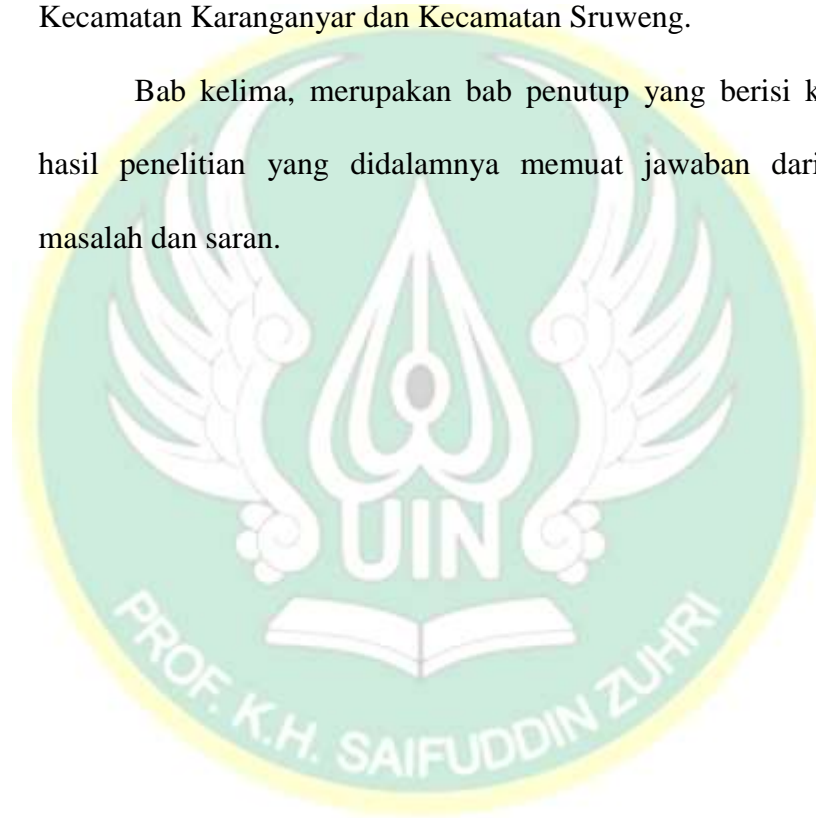 Kecamatan Karanganyar dan Kecamatan Sruweng.
Bab kelima, merupakan bab penutup yang berisi k
hasil penelitian yang didalamnya memuat jawaban dari
masalah dan saran.
UIN
PROF. K.H. SAIFUDDIN ZUHRI